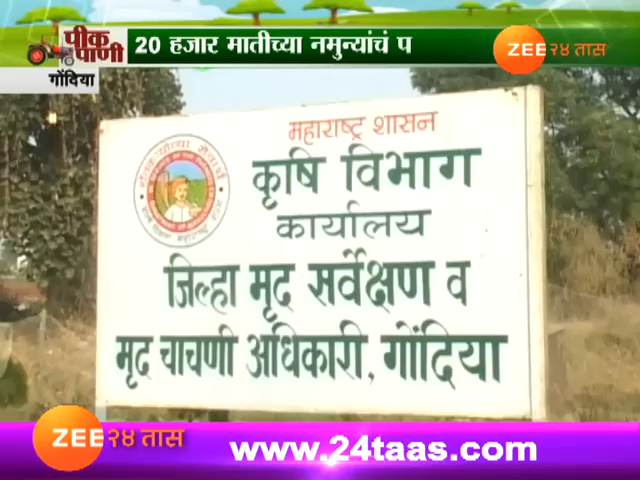 पीक पाणी
20 हजार मातीच्या नमुन्यांचं प
ZEE २४ तास
गोंदिया
महाराष्ट्र शासन
कृषि विभाग
कार्यालय
जिल्हा मृद सर्वेक्षण व
मृद चाचणी अधिकारी, गोंदिया
ZEE २४ तास
www.24taas.com